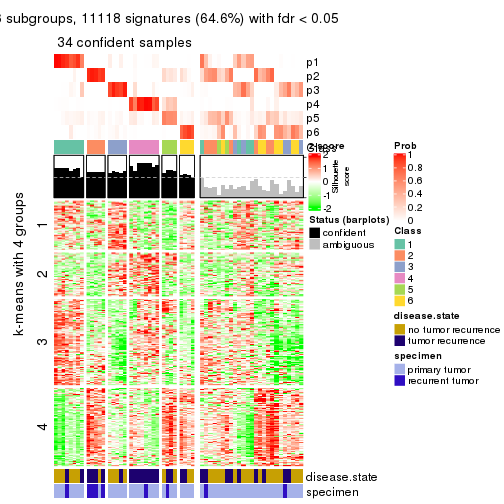 6 subgroups, 11118 signatures (64.6%) with fdr < 0.05
34 confident samples
p1
p2
p3
p4
p5
p6
Class
z-score
2
1
0
-1
-2
Silhouette score
Status (barplots)
confident
ambiguous
Prob
1
0.8
0.6
0.4
0.2
0
Class
1
2
3
4
5
6
disease.state
no tumor recurrence
tumor recurrence
specimen
primary tumor
recurrent tumor
k-means with 4 groups
1
2
3
4
disease.state
specimen